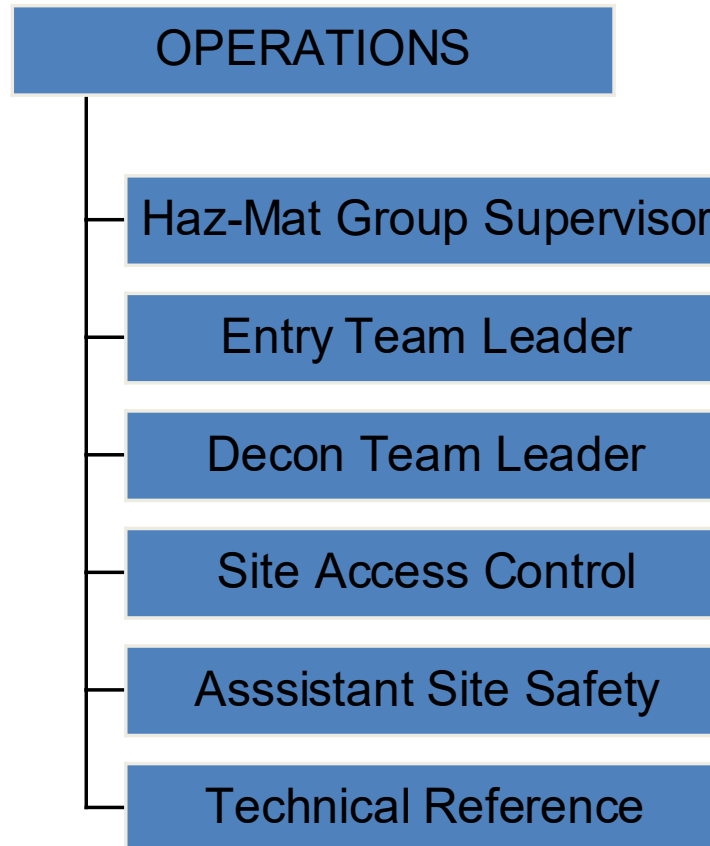 OPERATIONS
Haz-Mat Group Supervisor
Entry Team Leader
Decon Team Leader
Site Access Control
Asssistant Site Safety
Technical Reference